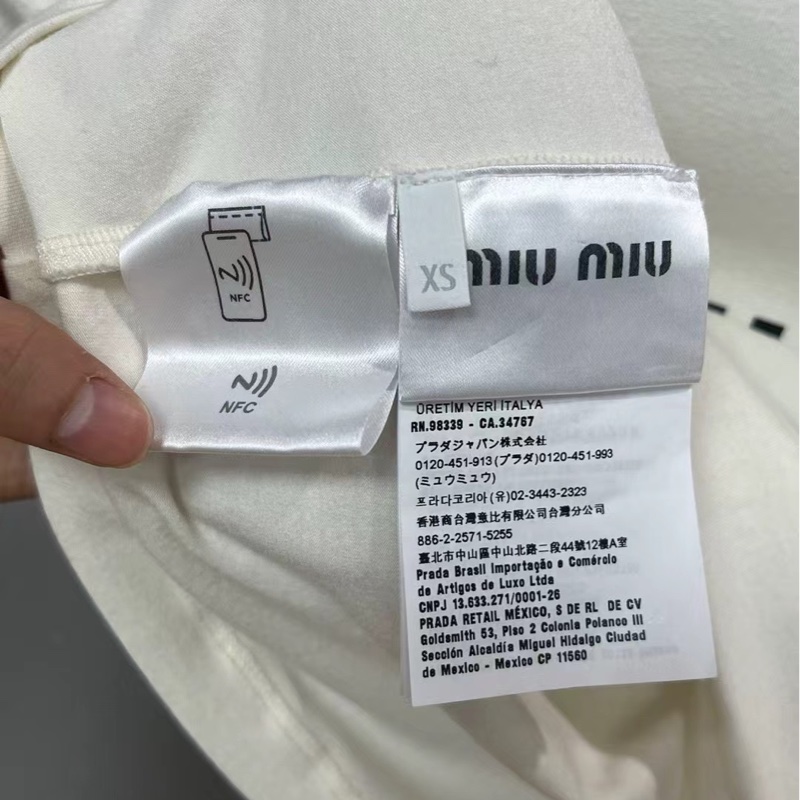 NFC
NFC
XS
MIU MIU
ÜRETİM YERİ İTALYA
RN.98339 - CA.34767
プラダジャパン株式会社
0120-451-913(プラダ)0120-451-993
(ミュウミュウ)
프라다코리아(유)02-3443-2323
香港商台灣意比有限公司台灣分公司
886-2-2571-5255
臺北市中山區中山北路二段44號12樓A室
Prada Brasil Importação e Comércio
de Artigos de Luxo Ltda
CNPJ 13.633.271/0001-26
PRADA RETAIL MÉXICO, S DE RL DE CV
Goldsmith 53, Piso 2 Colonia Polanco III
Sección Alcaldía Miguel Hidalgo Ciudad
de Mexico - Mexico CP 11560